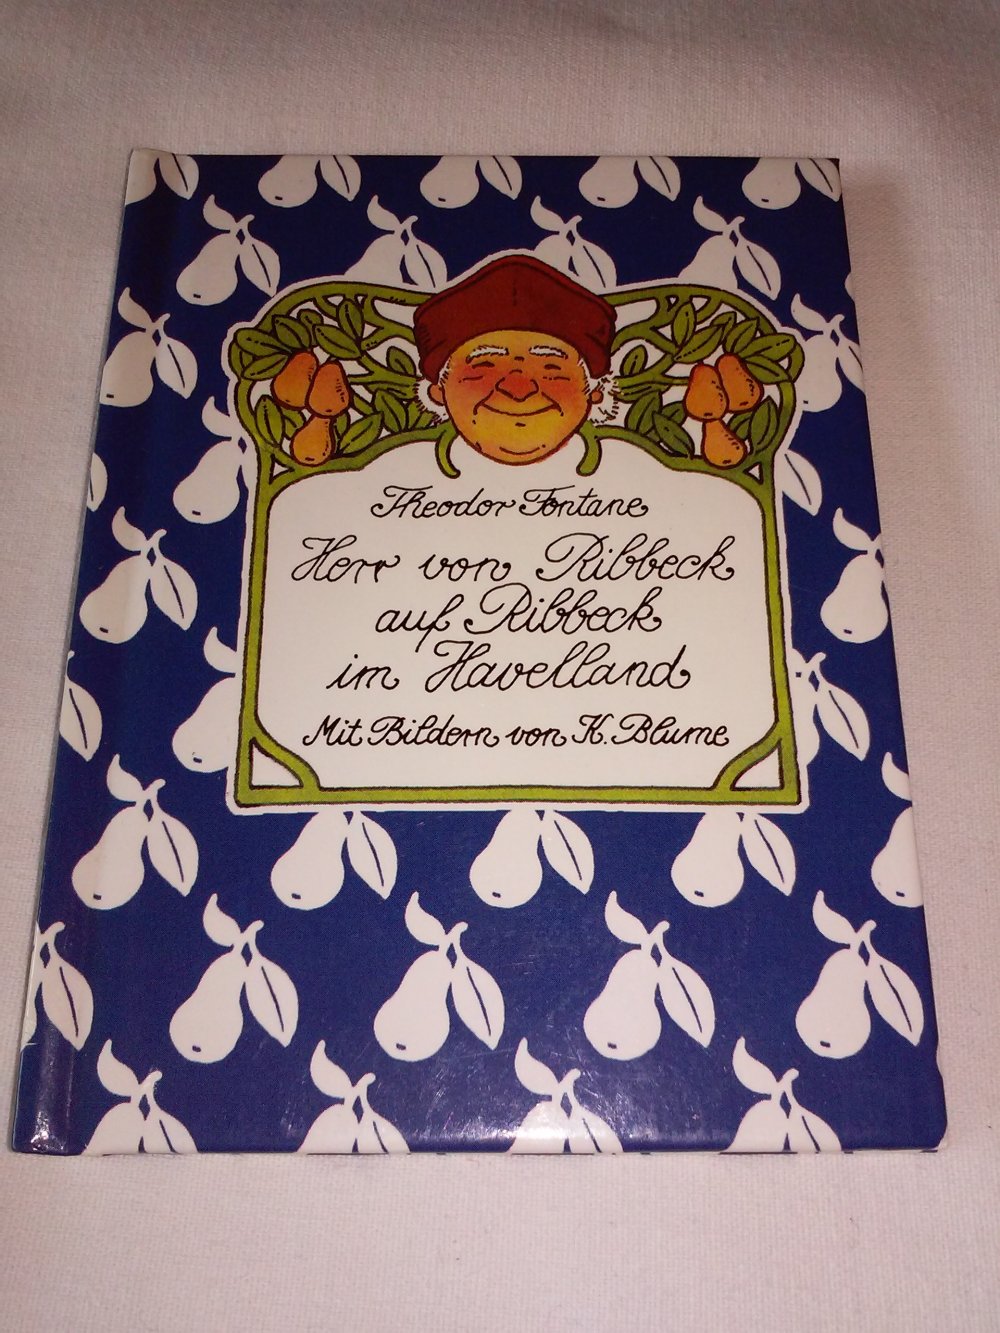 Theodor Fontane
Herr von Ribbeck
auf Ribbeck
im Havelland
Mit Bildern von K. Blume